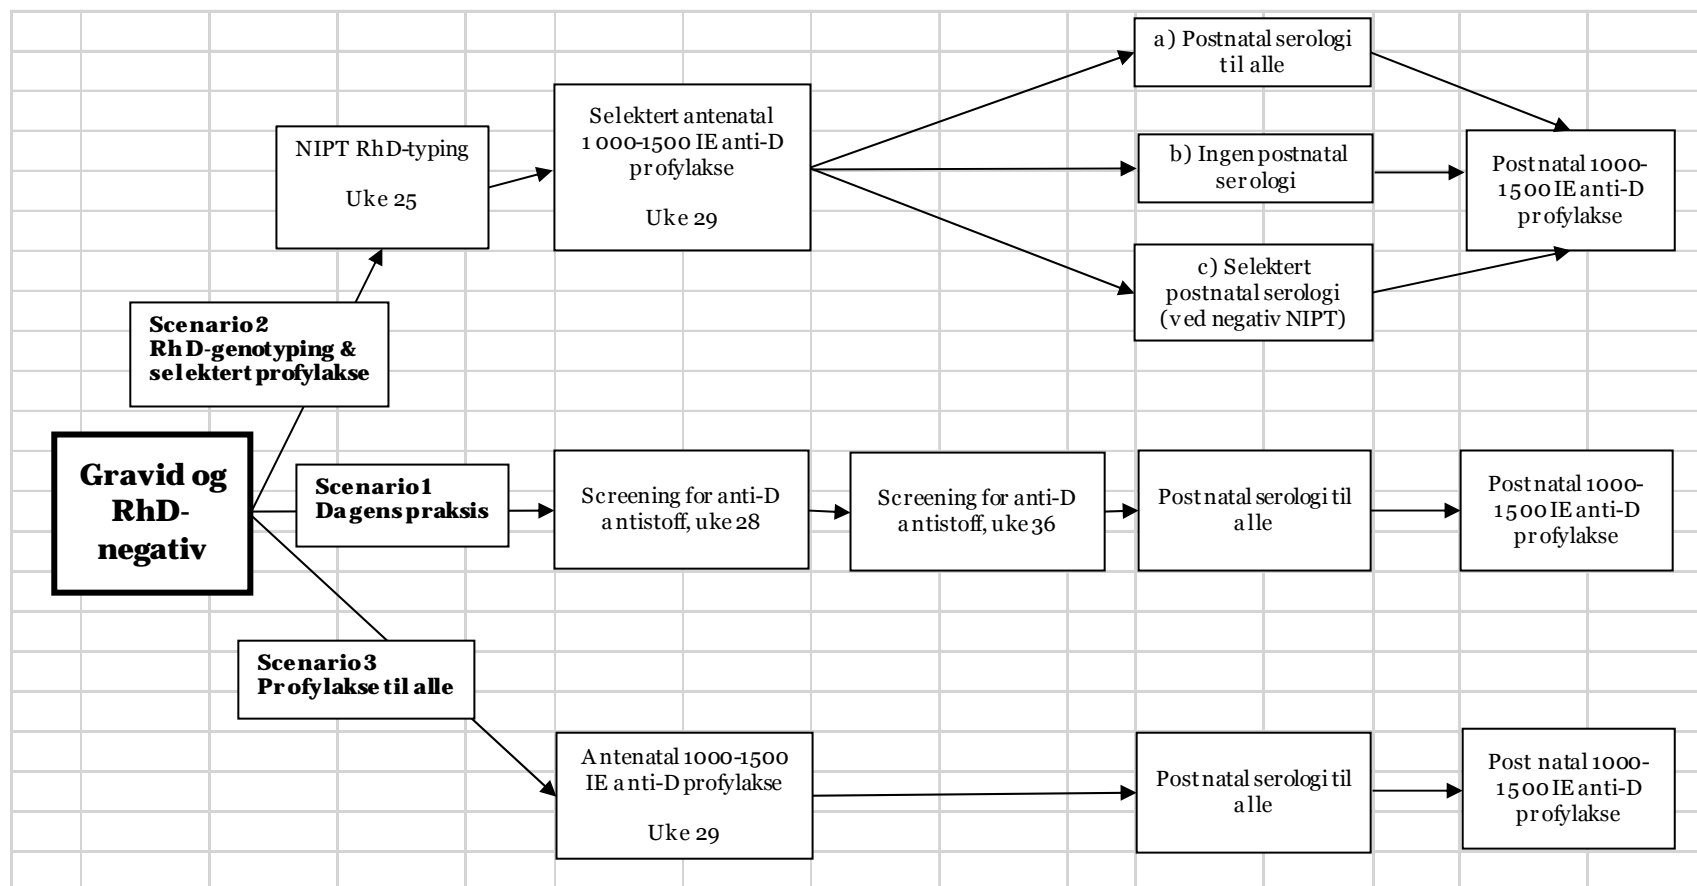 a) Postnatal serologi
til alle
NIPT RhD-typing
Uke 25
Selektert antenatal
1000-1500 IE anti-D
profylakse
Uke 29
b) Ingen postnatal
serologi
Postnatal 1000-
1500 IE anti-D
profylakse
c) Selektert
postnatal serologi
(ved negativ NIPT)
Scenario 2
RhD-genotyping &
selektert profylakse
Gravid og
RhD-
negativ
Scenario 1
Dagens praksis
Screening for anti-D
antistoff, uke 28
Screening for anti-D
antistoff, uke 36
Postnatal serologi til
alle
Postnatal 1000-
1500 IE anti-D
profylakse
Scenario 3
Profylakse til alle
Antenatal 1000-1500
IE anti-D profylakse
Uke 29
Postnatal serologi til
alle
Post natal 1000-
1500 IE anti-D
profylakse